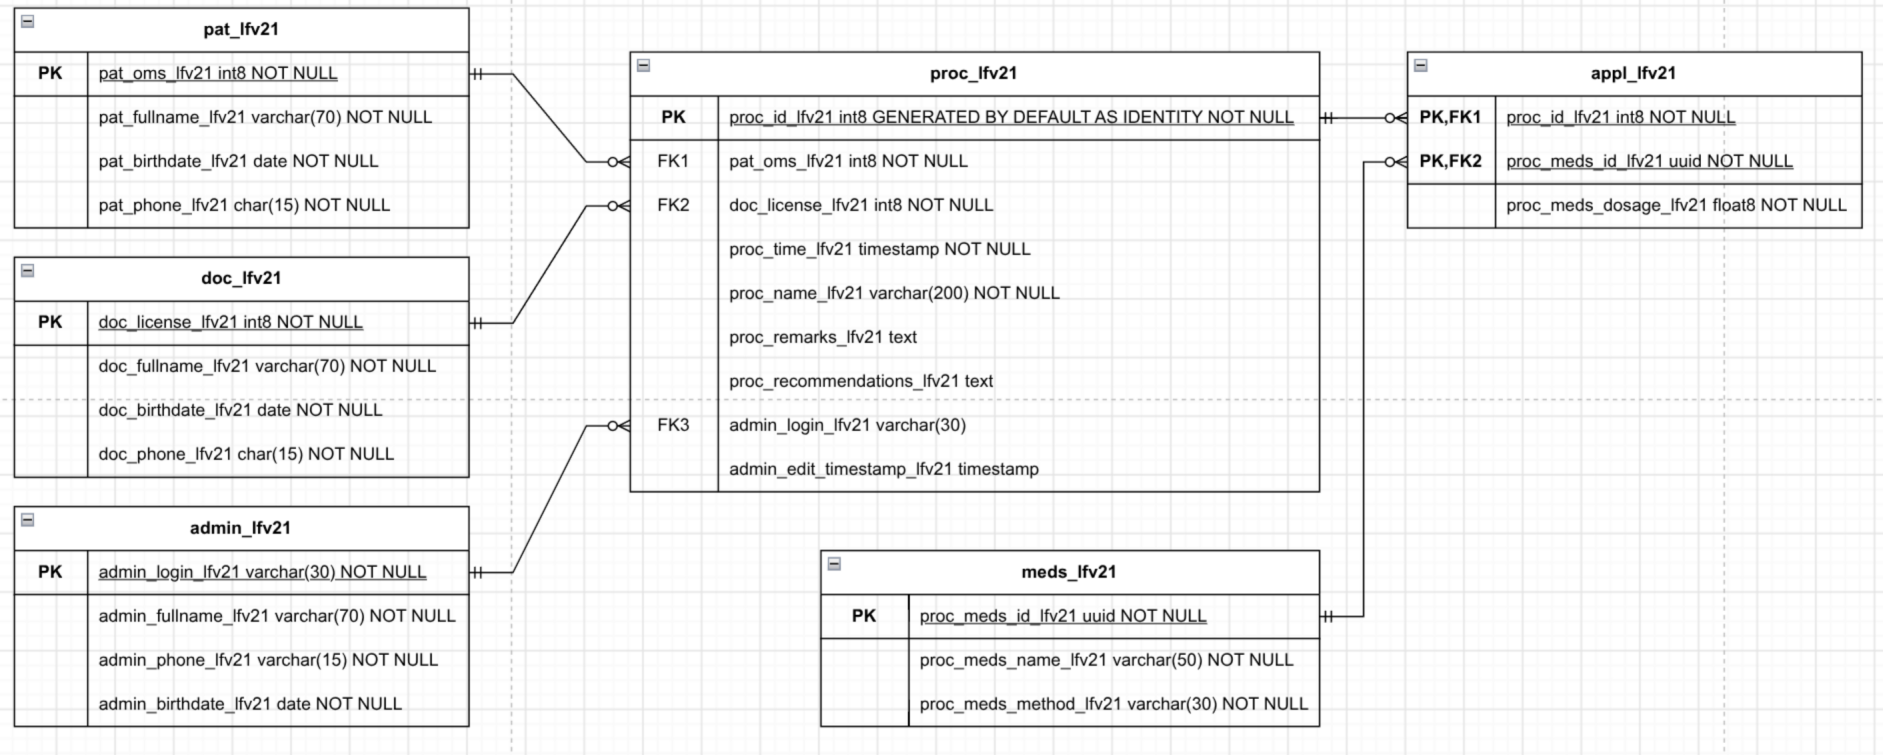 pat_lfv21
PK pat_oms_lfv21 int8 NOT NULL
pat_fullname_lfv21 varchar(70) NOT NULL
pat_birthdate_lfv21 date NOT NULL
pat_phone_lfv21 char(15) NOT NULL
doc_lfv21
PK doc_license_lfv21 int8 NOT NULL
doc_fullname_lfv21 varchar(70) NOT NULL
doc_birthdate_lfv21 date NOT NULL
doc_phone_lfv21 char(15) NOT NULL
admin_lfv21
PK admin_login_lfv21 varchar(30) NOT NULL
admin_fullname_lfv21 varchar(70) NOT NULL
admin_phone_lfv21 varchar(15) NOT NULL
admin_birthdate_lfv21 date NOT NULL
proc_lfv21
PK proc_id_lfv21 int8 GENERATED BY DEFAULT AS IDENTITY NOT NULL
FK1 pat_oms_lfv21 int8 NOT NULL
FK2 doc_license_lfv21 int8 NOT NULL
proc_time_lfv21 timestamp NOT NULL
proc_name_lfv21 varchar(200) NOT NULL
proc_remarks_lfv21 text
proc_recommendations_lfv21 text
FK3 admin_login_lfv21 varchar(30)
admin_edit_timestamp_lfv21 timestamp
meds_lfv21
PK proc_meds_id_lfv21 uuid NOT NULL
proc_meds_name_lfv21 varchar(50) NOT NULL
proc_meds_method_lfv21 varchar(30) NOT NULL
appl_lfv21
PK,FK1 proc_id_lfv21 int8 NOT NULL
PK,FK2 proc_meds_id_lfv21 uuid NOT NULL
proc_meds_dosage_lfv21 float8 NOT NULL